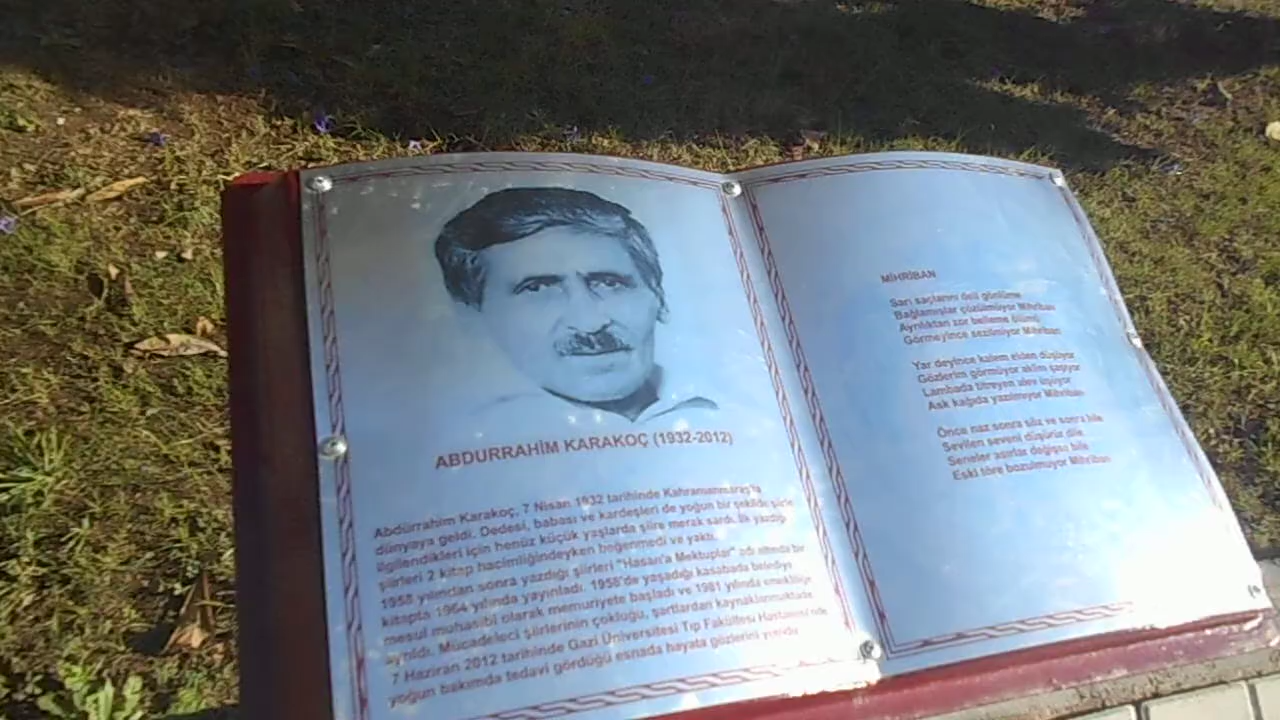 ABDURRAHİM KARAKOÇ (1932-2012)
Abdürrahim Karakoç, 7 Nisan 1932 tarihinde Kahramanmaraş'ta
dünyaya geldi. Dedesi, babası ve kardeşleri de yoğun bir şekilde şiirle
ilgilendikleri için henüz küçük yaşlarda şiire merak sardı. İlk yazdığı
şiirleri 2 kitap hacimliğindeyken beğenmedi ve yaktı.
1958 yılından sonra yazdığı şiirleri "Hasan'a Mektuplar" adı altında bir
kitapta 1964 yılında yayınladı. 1958'de yaşadığı kasabada belediye
mesul muhasibi olarak memuriyete başladı ve 1981 yılında emekliliğe
ayrıldı. Mücadeleci şiirlerinin çokluğu, şartlardan kaynaklanmaktadır.
7 Haziran 2012 tarihinde Gazi Üniversitesi Tıp Fakültesi Hastanesi'nde
yoğun bakımda tedavi gördüğü esnada hayata gözlerini yumdu.
MİHRİBAN
Sarı saçlarını deli gönlüme
Bağlamışlar çözülmüyor Mihriban
Ayrılıktan zor belleme ölümü
Görmeyince sezilmiyor Mihriban
Yar deyince kalem elden düşüyor
Gözlerim görmüyor aklım şaşıyor
Lambada titreyen alev üşüyor
Aşk kağıda yazılmıyor Mihriban
Önce naz sonra söz ve sonra hile
Sevilen seveni düşürür dile
Seneler asırlar değişse bile
Eski töre bozulmuyor Mihriban